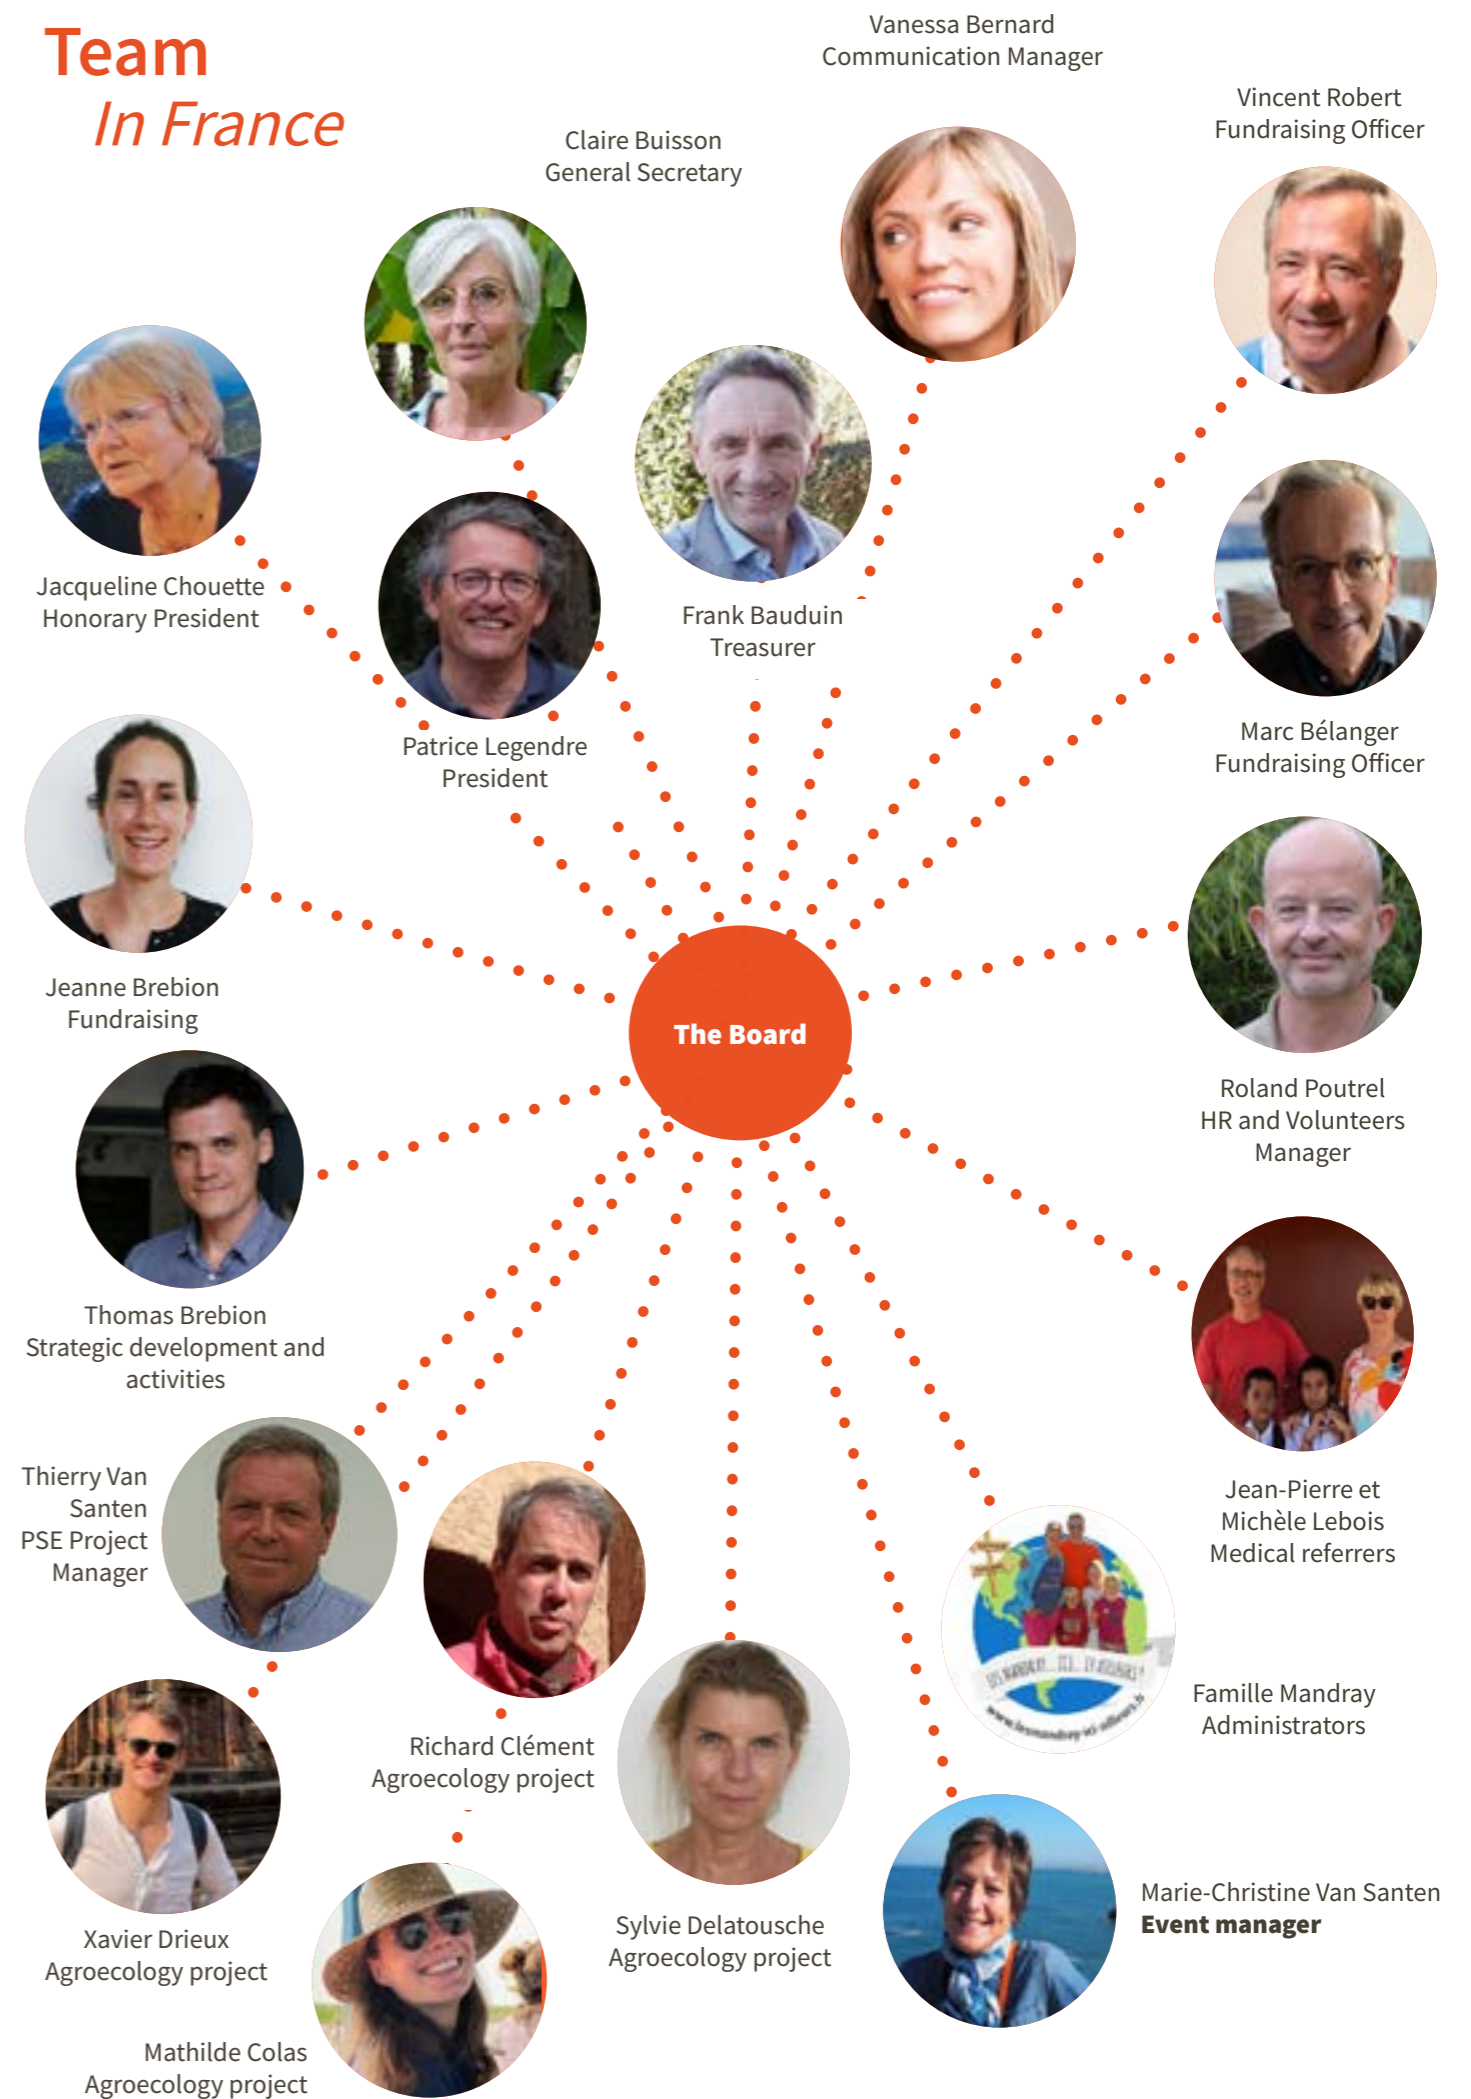 Team
In France
Vanessa Bernard
Communication Manager
Vincent Robert
Fundraising Officer
Claire Buisson
General Secretary
Jacqueline Chouette
Honorary President
Frank Bauduin
Treasurer
Patrice Legendre
President
Marc Bélanger
Fundraising Officer
Jeanne Brebion
Fundraising
The Board
Roland Poutrel
HR and Volunteers
Manager
Thomas Brebion
Strategic development and
activities
Thierry Van
Santen
PSE Project
Manager
Jean-Pierre et
Michèle Lebois
Medical referrers
Famille Mandray
Administrators
Richard Clément
Agroecology project
Xavier Drieux
Agroecology project
Sylvie Delatousche
Agroecology project
Marie-Christine Van Santen
Event manager
Mathilde Colas
Agroecology project